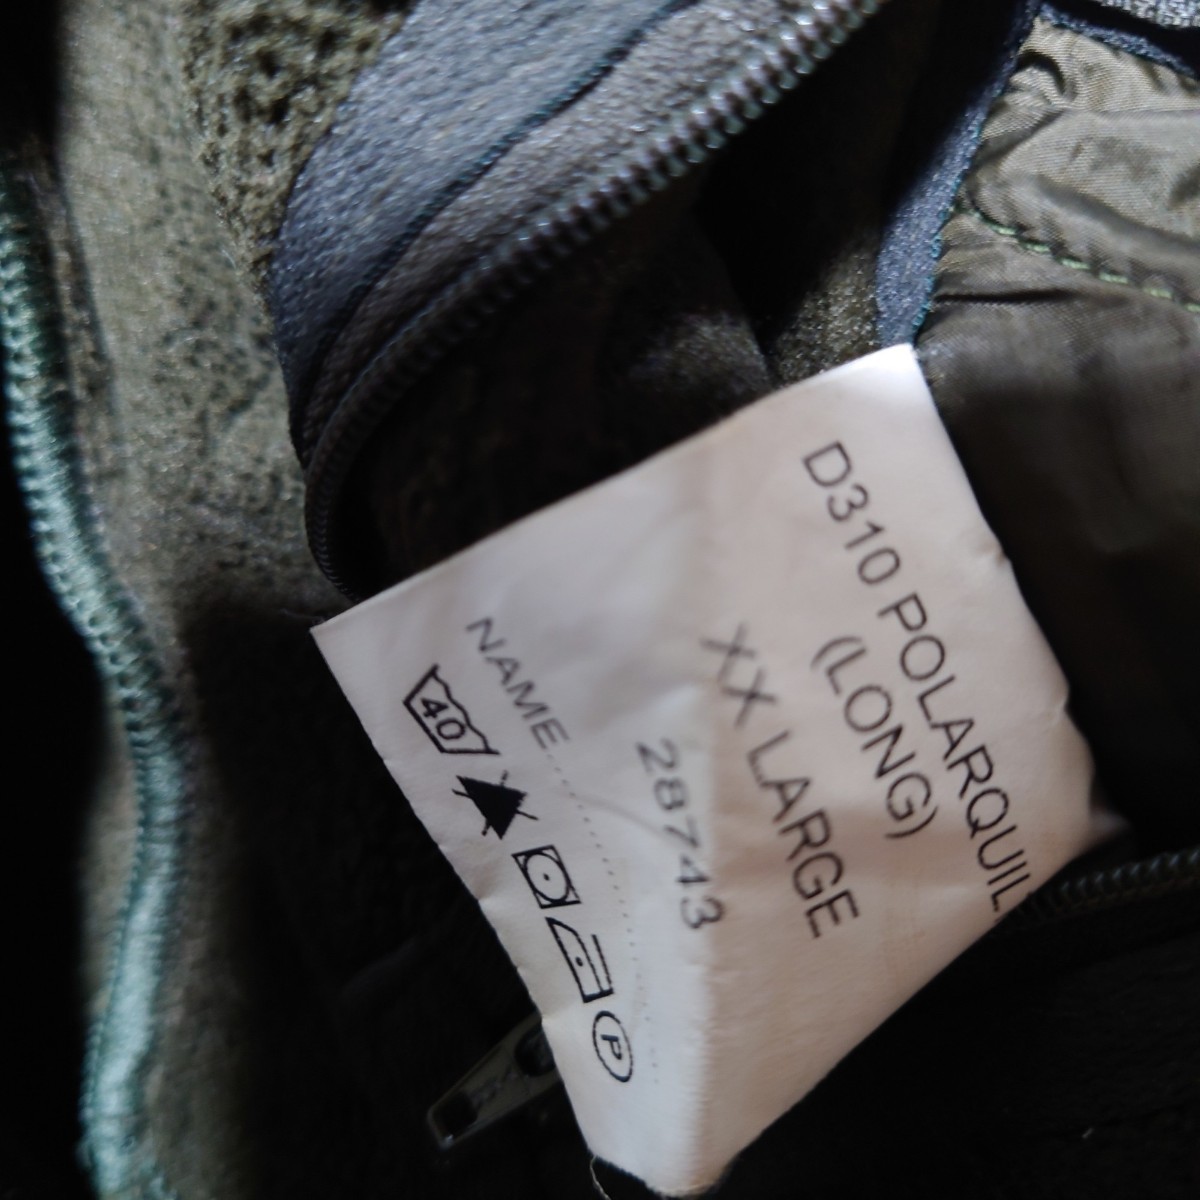 D310 POLARQUIL
(LONG)
XX LARGE
28743
NAME....................
40
P